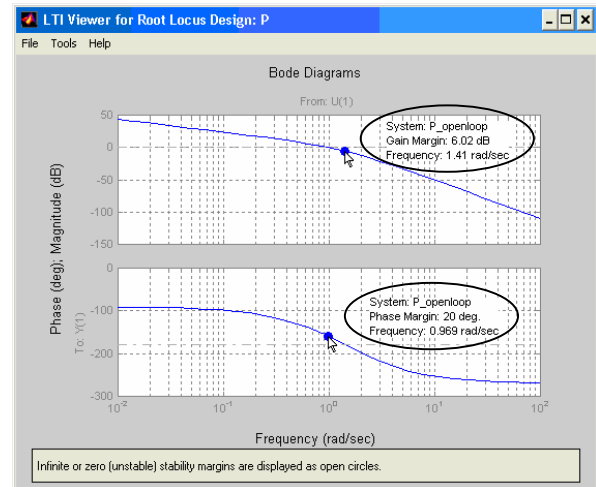 LTI Viewer for Root Locus Design: P
File Tools Help
Bode Diagrams
From: U(1)
Phase (deg); Magnitude (dB)
To: Y(1)
50
0
-50
-100
-150
System: P_openloop
Gain Margin: 6.02 dB
Frequency: 1.41 rad/sec
0
-100
-200
-300
System: P_openloop
Phase Margin: 20 deg.
Frequency: 0.969 rad/sec
10^-2 10^-1 10^0 10^1 10^2
Frequency (rad/sec)
Infinite or zero (unstable) stability margins are displayed as open circles.